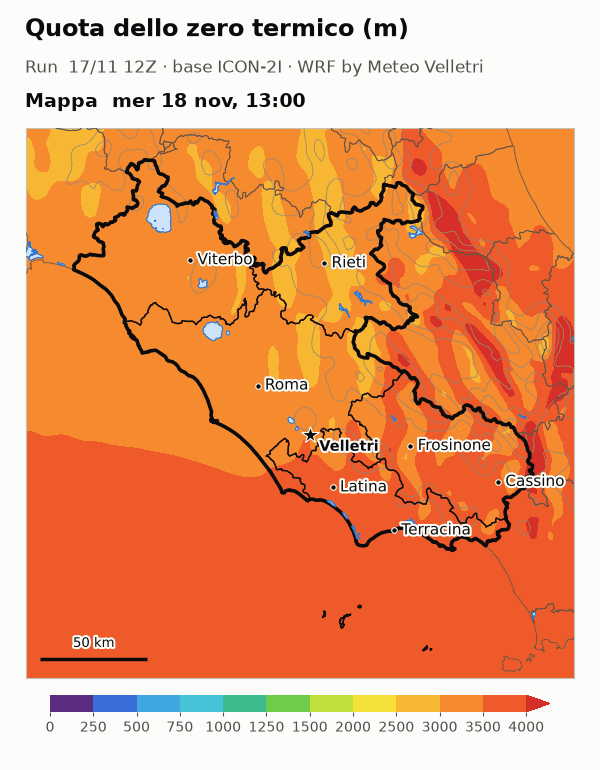 Quota dello zero termico (m)
Run  17/11 12Z · base ICON-2I · WRF by Meteo Velletri
Mappa  mer 18 nov, 13:00
Viterbo
Rieti
Roma
Velletri
Frosinone
Latina
Cassino
Terracina
50 km
0 250 500 750 1000 1250 1500 2000 2500 3000 3500 4000